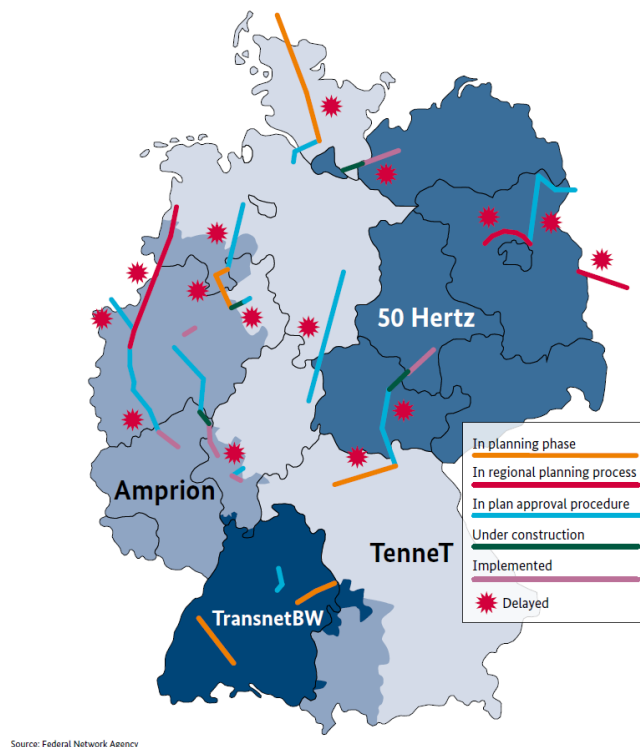 50 Hertz
In planning phase
In regional planning process
In plan approval procedure
Under construction
Implemented
Delayed
Amprion
TenneT
TransnetBW
Source: Federal Network Agency